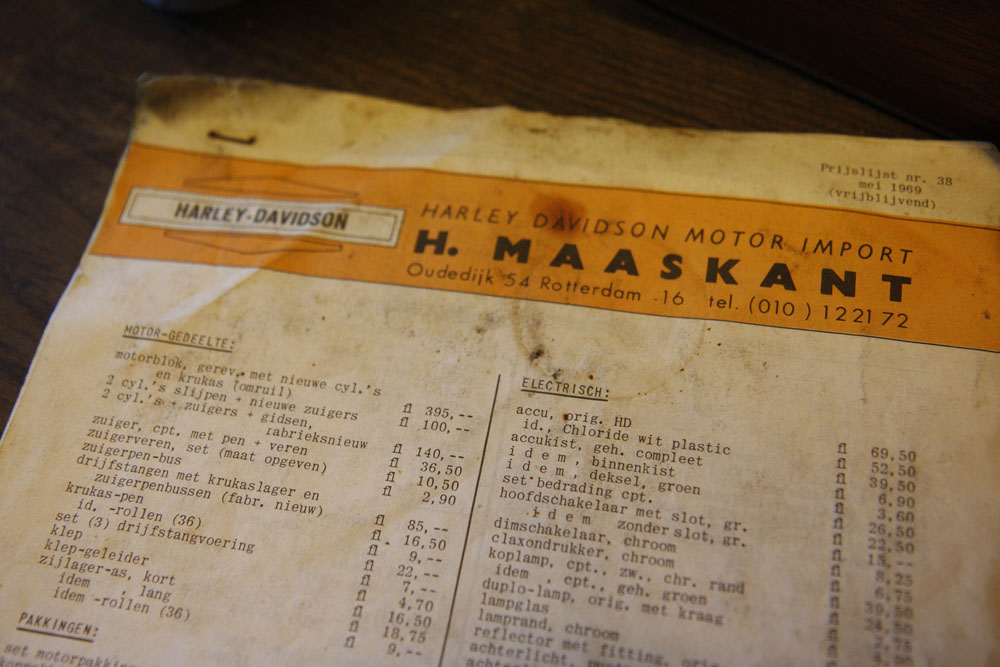 Prijslijst nr. 38
mei 1969
(vrijblijvend)
HARLEY-DAVIDSON
HARLEY DAVIDSON MOTOR IMPORT
H. MAASKANT
Oudedijk 54 Rotterdam -16 tel. (010 ) 12 21 72
MOTOR-GEDEELTE:
motorblok, gerev. met nieuwe cyl.'s
en krukas (omruil) fl 395,--
2 cyl.'s slijpen + nieuwe zuigers fl 100,--
2 cyl.'s + zuigers + gidsen,
fabrieksnieuw fl 140,--
zuiger, cpt. met pen + veren fl 36,50
zuigerveren, set (maat opgeven) fl 10,50
zuigerpen-bus fl 2,90
drijfstangen met krukaslager en
zuigerpenbussen (fabr. nieuw) fl 85,--
krukas-pen fl. 16,50
id. -rollen (36) fl 9,--
set (3) drijfstangvoering fl 22,--
klep fl 7,--
klep-geleider fl 4,70
zijlager-as, kort fl 16,50
idem , lang fl 18,75
idem -rollen (36) fl 9,--
PAKKINGEN:
set motorpakki
ELECTRISCH:
accu, orig. HD fl 69,50
id., Chloride wit plastic fl 52,50
accukist, geh. compleet fl 39,50
i d e m , binnenkist fl 6,90
i d e m , deksel, groen fl 3,60
set bedrading cpt. fl 26,50
hoofdschakelaar met slot, gr. fl 22,50
i d e m zonder slot, gr. fl 15,--
dimschakelaar, chroom fl 8,25
claxondrukker, chroom fl 6,75
koplamp, cpt., zw., chr. rand fl 39,50
idem , cpt., geh. groen fl 24,50
duplo-lamp, orig. met kraag
lampglas
lamprand, chroom
reflector met fitting, orig.
achterlicht,